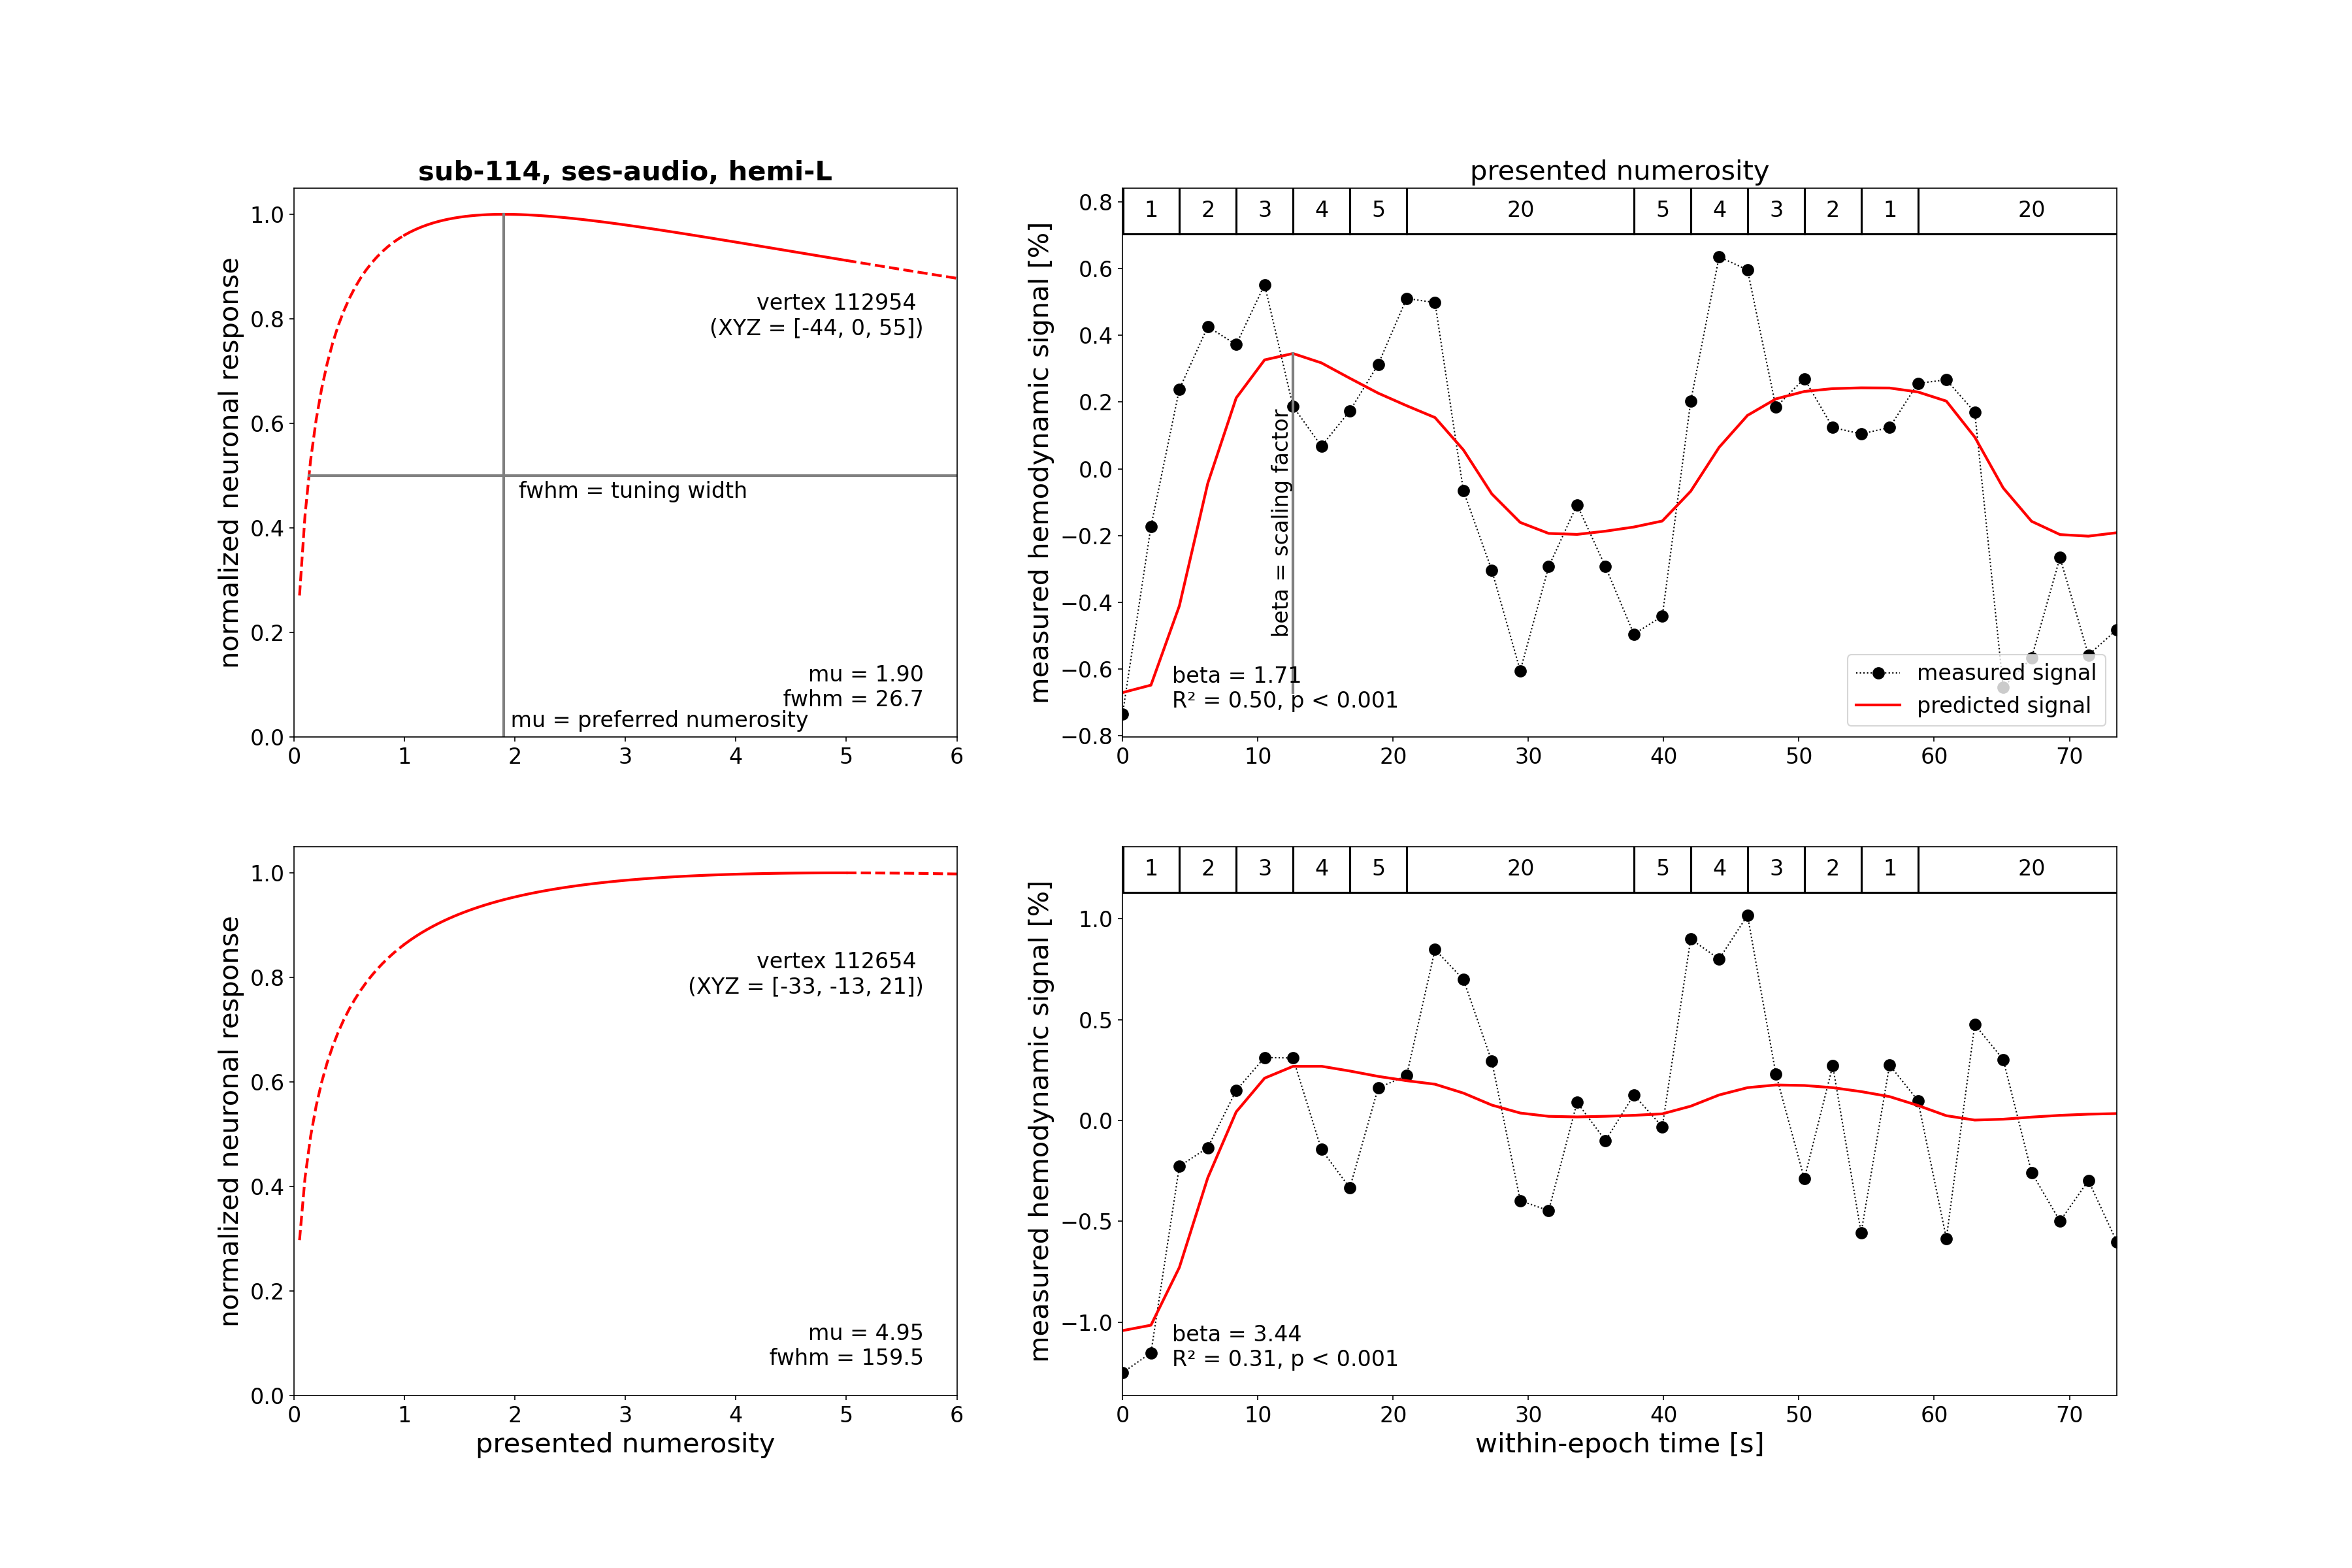 sub-114, ses-audio, hemi-L
normalized neuronal response
1.0
0.8
0.6
0.4
0.2
0.0
vertex 112954
(XYZ = [-44, 0, 55])
fwhm = tuning width
mu = 1.90
fwhm = 26.7
mu = preferred numerosity
0 1 2 3 4 5 6
presented numerosity
measured hemodynamic signal [%]
0.8
0.6
0.4
0.2
0.0
−0.2
−0.4
−0.6
−0.8
1 2 3 4 5 20 5 4 3 2 1 20
beta = scaling factor
beta = 1.71
R² = 0.50, p < 0.001
measured signal
predicted signal
0 10 20 30 40 50 60 70
normalized neuronal response
1.0
0.8
0.6
0.4
0.2
0.0
vertex 112654
(XYZ = [-33, -13, 21])
mu = 4.95
fwhm = 159.5
0 1 2 3 4 5 6
presented numerosity
measured hemodynamic signal [%]
1.0
0.5
0.0
−0.5
−1.0
1 2 3 4 5 20 5 4 3 2 1 20
beta = 3.44
R² = 0.31, p < 0.001
0 10 20 30 40 50 60 70
within-epoch time [s]